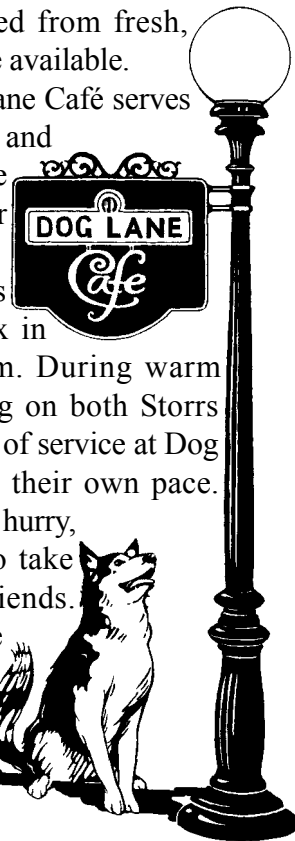 ed from fresh,
e available.
ane Café serves
and
e
r
s
x in
m. During warm
g on both Storrs
of service at Dog
their own pace.
hurry,
o take
iends.
e
DOG LANE
Cafe